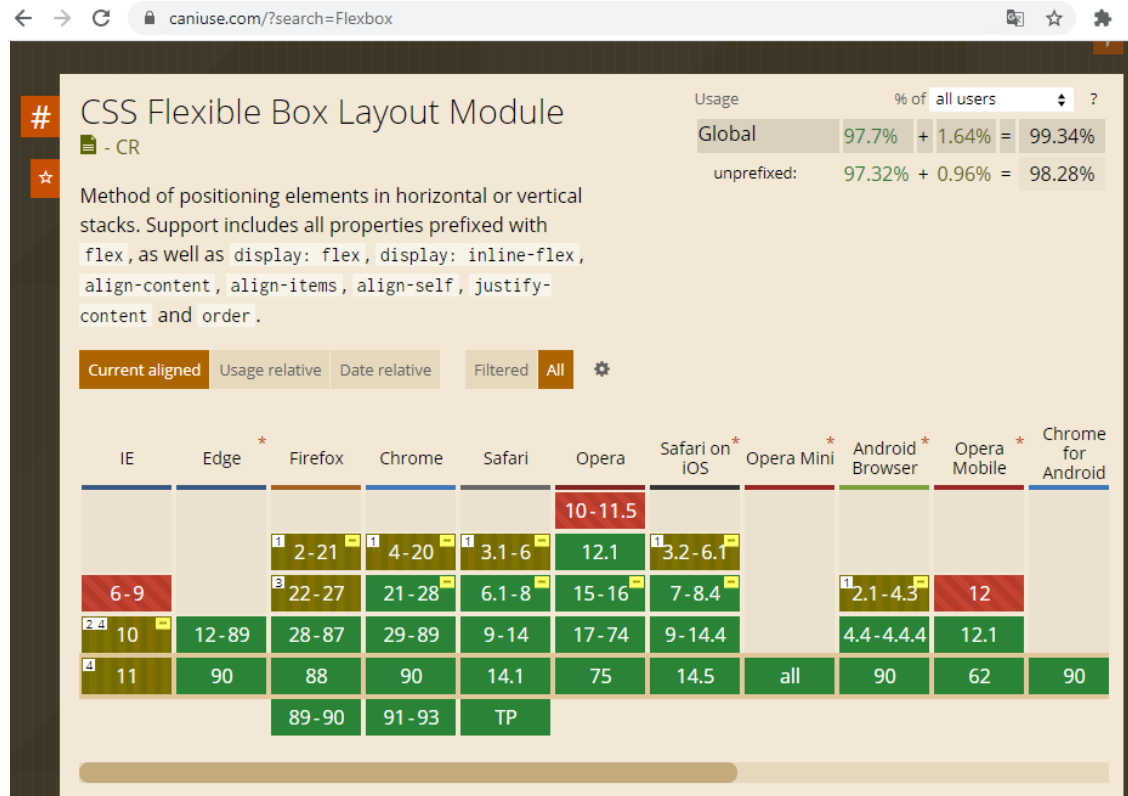 caniuse.com/?search=Flexbox
#
CSS Flexible Box Layout Module
- CR
Usage % of all users ?
Global 97.7% + 1.64% = 99.34%
unprefixed: 97.32% + 0.96% = 98.28%
Method of positioning elements in horizontal or vertical
stacks. Support includes all properties prefixed with
flex, as well as display: flex, display: inline-flex,
align-content, align-items, align-self, justify-
content and order.
Current aligned Usage relative Date relative Filtered All
IE Edge * Firefox Chrome Safari Opera Safari on iOS * Opera Mini * Android Browser * Opera Mobile * Chrome for Android
10-11.5
1 2-21 1 4-20 1 3.1-6 12.1 1 3.2-6.1
6-9 3 22-27 21-28 6.1-8 15-16 7-8.4 1 2.1-4.3 12
2 4 10 12-89 28-87 29-89 9-14 17-74 9-14.4 4.4-4.4.4 12.1
4 11 90 88 90 14.1 75 14.5 all 90 62 90
89-90 91-93 TP